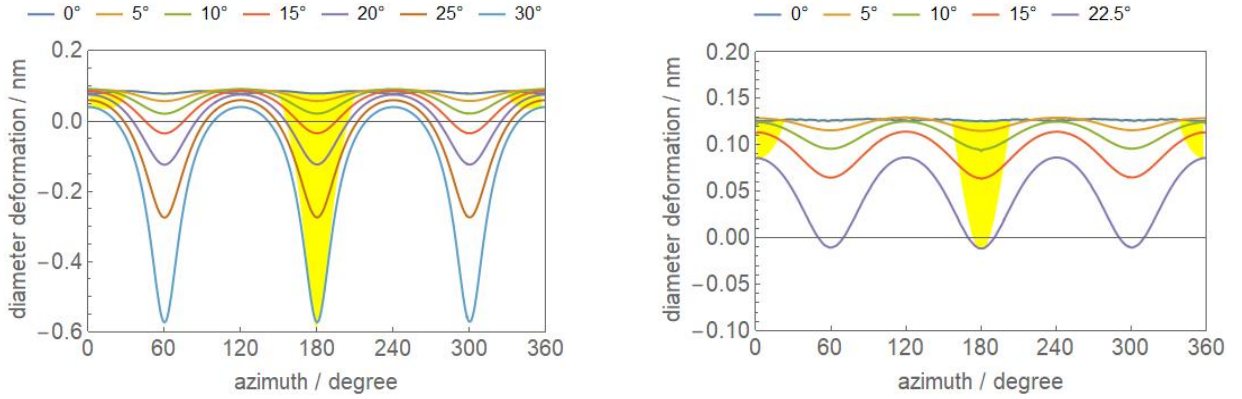 0° 5° 10° 15° 20° 25° 30°
diameter deformation / nm
0.2
0.0
−0.2
−0.4
−0.6
0 60 120 180 240 300 360
azimuth / degree
0° 5° 10° 15° 22.5°
diameter deformation / nm
0.20
0.15
0.10
0.05
0.00
−0.05
−0.10
0 60 120 180 240 300 360
azimuth / degree